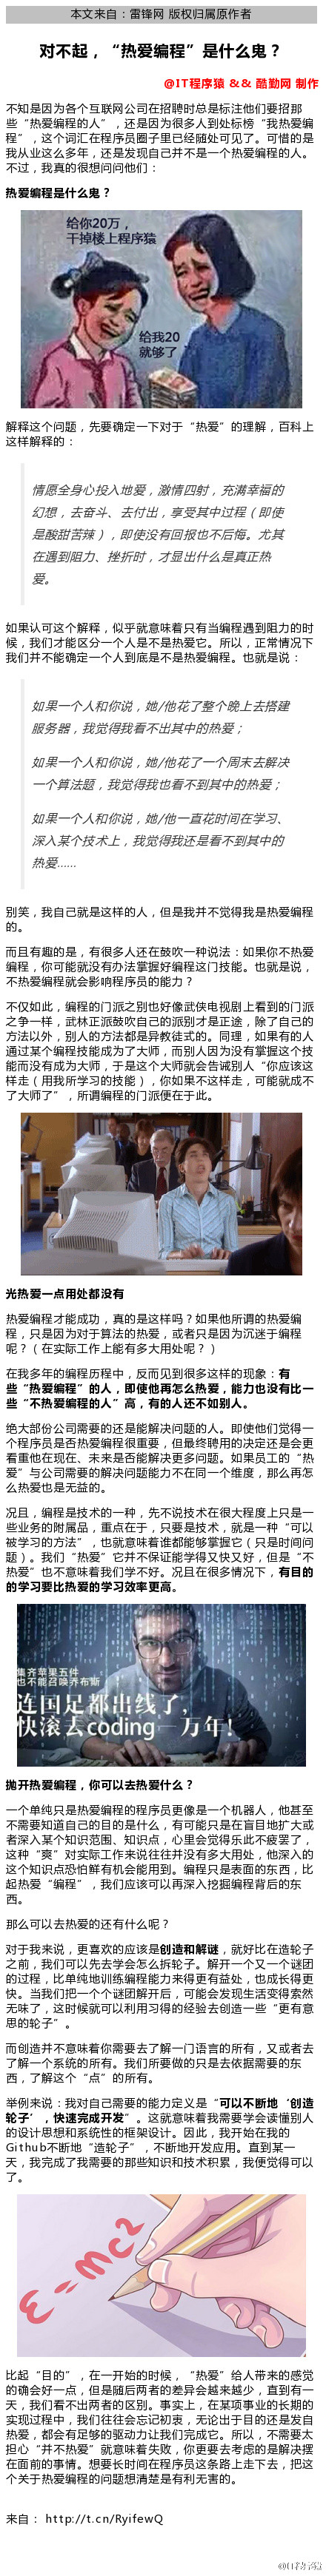 本文来自：雷锋网 版权归属原作者
对不起，“热爱编程”是什么鬼？
@IT程序猿 && 酷勤网 制作
不知是因为各个互联网公司在招聘时总是标注他们要招那
些“热爱编程的人”，还是因为很多人到处标榜“我热爱编
程”，这个词汇在程序员圈子里已经随处可见了。可惜的是
我从业这么多年，还是发现自己并不是一个热爱编程的人。
不过，我真的很想问问他们：
热爱编程是什么鬼？
给你20万，
干掉楼上程序猿
给我20
就够了
解释这个问题，先要确定一下对于“热爱”的理解，百科上
这样解释的：
情愿全身心投入地爱，激情四射，充满幸福的
幻想，去奋斗、去付出，享受其中过程（即使
是酸甜苦辣），即使没有回报也不后悔。尤其
在遇到阻力、挫折时，才显出什么是真正热
爱。
如果认可这个解释，似乎就意味着只有当编程遇到阻力的时
候，我们才能区分一个人是不是热爱它。所以，正常情况下
我们并不能确定一个人到底是不是热爱编程。也就是说：
如果一个人和你说，她/他花了整个晚上去搭建
服务器，我觉得我看不出其中的热爱；
如果一个人和你说，她/他花了一个周末去解决
一个算法题，我觉得我也看不到其中的热爱；
如果一个人和你说，她/他一直花时间在学习、
深入某个技术上，我觉得我还是看不到其中的
热爱......
别笑，我自己就是这样的人，但是我并不觉得我是热爱编程
的。
而且有趣的是，有很多人还在鼓吹一种说法：如果你不热爱
编程，你可能就没有办法掌握好编程这门技能。也就是说，
不热爱编程就会影响程序员的能力？
不仅如此，编程的门派之别也好像武侠电视剧上看到的门派
之争一样，武林正派鼓吹自己的派别才是正途，除了自己的
方法以外，别人的方法都是异教徒式的。同理，如果有的人
通过某个编程技能成为了大师，而别人因为没有掌握这个技
能而没有成为大师，于是这个大师就会告诫别人“你应该这
样走（用我所学习的技能），你如果不这样走，可能就成不
了大师了”，所谓编程的门派便在于此。
光热爱一点用处都没有
热爱编程才能成功，真的是这样吗？如果他所谓的热爱编
程，只是因为对于算法的热爱，或者只是因为沉迷于编程
呢？（在实际工作上能有多大用处呢？）
在我多年的编程历程中，反而见到很多这样的现象：有
些“热爱编程”的人，即使他再怎么热爱，能力也没有比一
些“不热爱编程的人”高，有的人还不如别人。
绝大部份公司需要的还是能解决问题的人。即使他们觉得一
个程序员是否热爱编程很重要，但最终聘用的决定还是会更
看重他在现在、未来是否能解决更多问题。如果员工的“热
爱”与公司需要的解决问题能力不在同一个维度，那么再怎
么热爱也是无益的。
况且，编程是技术的一种，先不说技术在很大程度上只是一
些业务的附属品，重点在于，只要是技术，就是一种“可以
被学习的方法”，也就意味着谁都能够掌握它（只是时间问
题）。我们“热爱”它并不保证能学得又快又好，但是“不
热爱”也不意味着我们学不好。况且在很多情况下，有目的
的学习要比热爱的学习效率更高。
集齐苹果五件
也不能召唤乔布斯
连国足都出线了，
快滚去coding一万年！
抛开热爱编程，你可以去热爱什么？
一个单纯只是热爱编程的程序员更像是一个机器人，他甚至
不需要知道自己的目的是什么，有可能只是在盲目地扩大或
者深入某个知识范围、知识点，心里会觉得乐此不疲罢了，
这种“爽”对实际工作来说往往并没有多大用处，他深入的
这个知识点恐怕鲜有机会能用到。编程只是表面的东西，比
起热爱“编程”，我们应该可以再深入挖掘编程背后的东
西。
那么可以去热爱的还有什么呢？
对于我来说，更喜欢的应该是创造和解谜，就好比在造轮子
之前，我们可以先去学会怎么拆轮子。解开一个又一个谜团
的过程，比单纯地训练编程能力来得更有益处，也成长得更
快。当我们把一个个谜团解开后，可能会发现生活变得索然
无味了，这时候就可以利用习得的经验去创造一些“更有意
思的轮子”。
而创造并不意味着你需要去了解一门语言的所有，又或者去
了解一个系统的所有。我们所要做的只是去依据需要的东
西，了解这个“点”的所有。
举例来说：我对自己需要的能力定义是“可以不断地‘创造
轮子’，快速完成开发”。这就意味着我需要学会读懂别人
的设计思想和系统性的框架设计。因此，我开始在我的
Github不断地“造轮子”，不断地开发应用。直到某一
天，我完成了我需要的那些知识和技术积累，我便觉得可以
了。
E=mc2
比起“目的”，在一开始的时候，“热爱”给人带来的感觉
的确会好一点，但是随后两者的差异会越来越少，直到有一
天，我们看不出两者的区别。事实上，在某项事业的长期的
实现过程中，我们往往会忘记初衷，无论出于目的还是发自
热爱，都会有足够的驱动力让我们完成它。所以，不需要太
担心“并不热爱”就意味着失败，你更要去考虑的是解决摆
在面前的事情。想要长时间在程序员这条路上走下去，把这
个关于热爱编程的问题想清楚是有利无害的。
来自： http://t.cn/RyifewQ
@IT程序猿